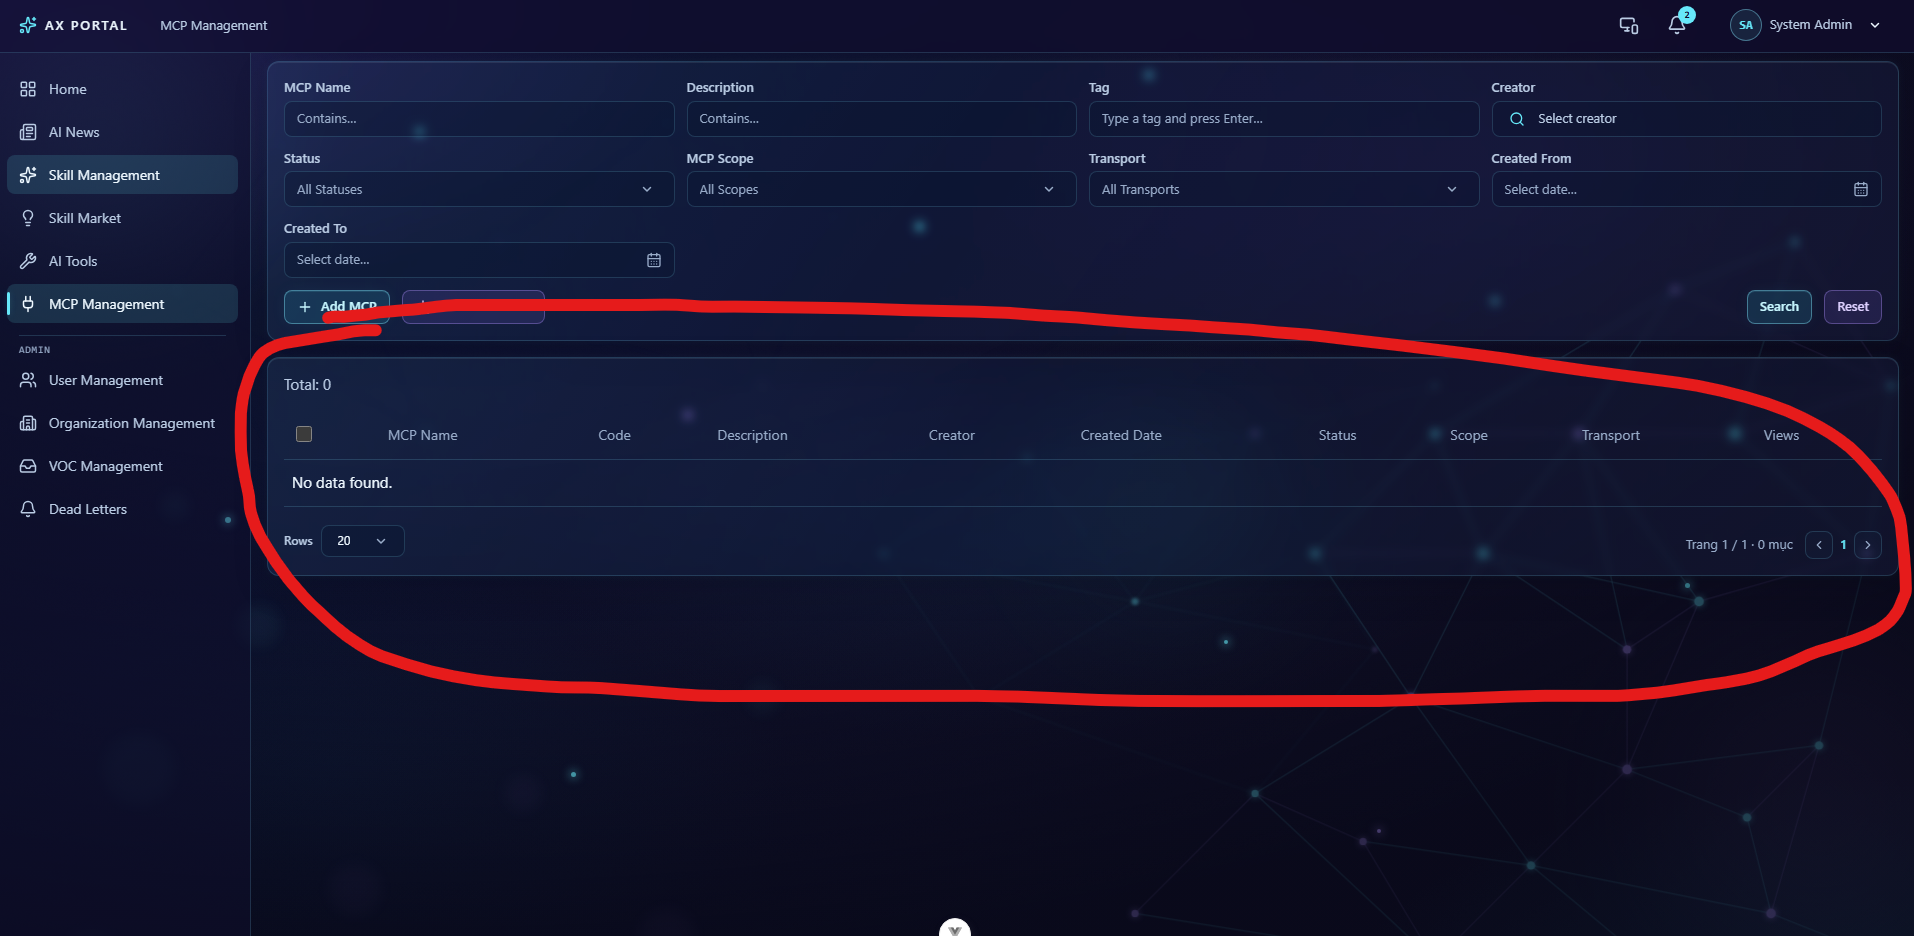 AX PORTAL
MCP Management
2
SA
System Admin
Home
AI News
Skill Management
Skill Market
AI Tools
MCP Management
ADMIN
User Management
Organization Management
VOC Management
Dead Letters
MCP Name
Description
Tag
Creator
Contains...
Contains...
Type a tag and press Enter...
Select creator
Status
MCP Scope
Transport
Created From
All Statuses
All Scopes
All Transports
Select date...
Created To
Select date...
Add MCP
Search
Reset
Total: 0
MCP Name
Code
Description
Creator
Created Date
Status
Scope
Transport
Views
No data found.
Rows
20
Trang 1 / 1 · 0 mục
1